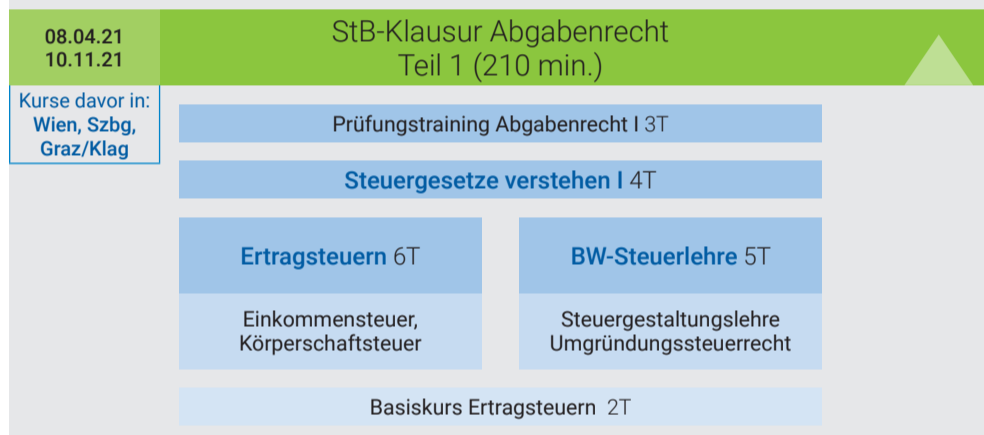 08.04.21
10.11.21
StB-Klausur Abgabenrecht
Teil 1 (210 min.)
Kurse davor in:
Wien, Szbg,
Graz/Klag
Prüfungstraining Abgabenrecht I 3T
Steuergesetze verstehen I 4T
Ertragsteuern 6T
Einkommensteuer,
Körperschaftsteuer
BW-Steuerlehre 5T
Steuergestaltungslehre
Umgründungssteuerrecht
Basiskurs Ertragsteuern 2T